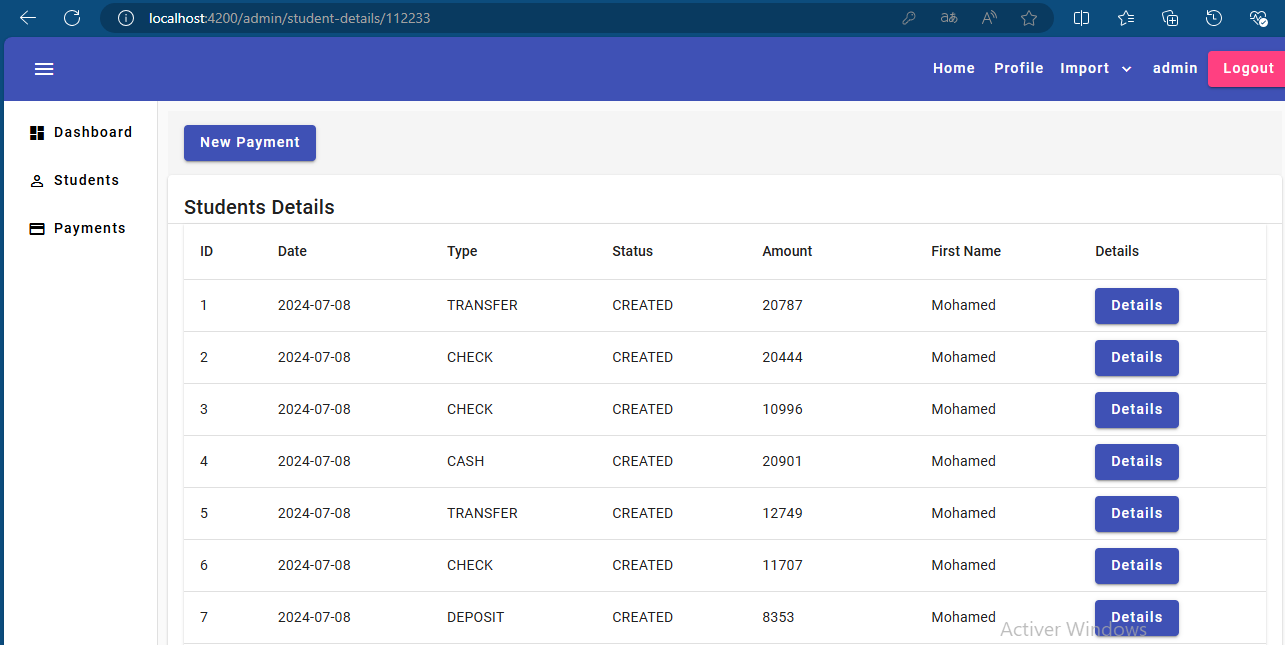 localhost:4200/admin/student-details/112233
Home Profile Import admin Logout
Dashboard
Students
Payments
New Payment
Students Details
ID Date Type Status Amount First Name Details
1 2024-07-08 TRANSFER CREATED 20787 Mohamed Details
2 2024-07-08 CHECK CREATED 20444 Mohamed Details
3 2024-07-08 CHECK CREATED 10996 Mohamed Details
4 2024-07-08 CASH CREATED 20901 Mohamed Details
5 2024-07-08 TRANSFER CREATED 12749 Mohamed Details
6 2024-07-08 CHECK CREATED 11707 Mohamed Details
7 2024-07-08 DEPOSIT CREATED 8353 Mohamed Details
Activer Windows